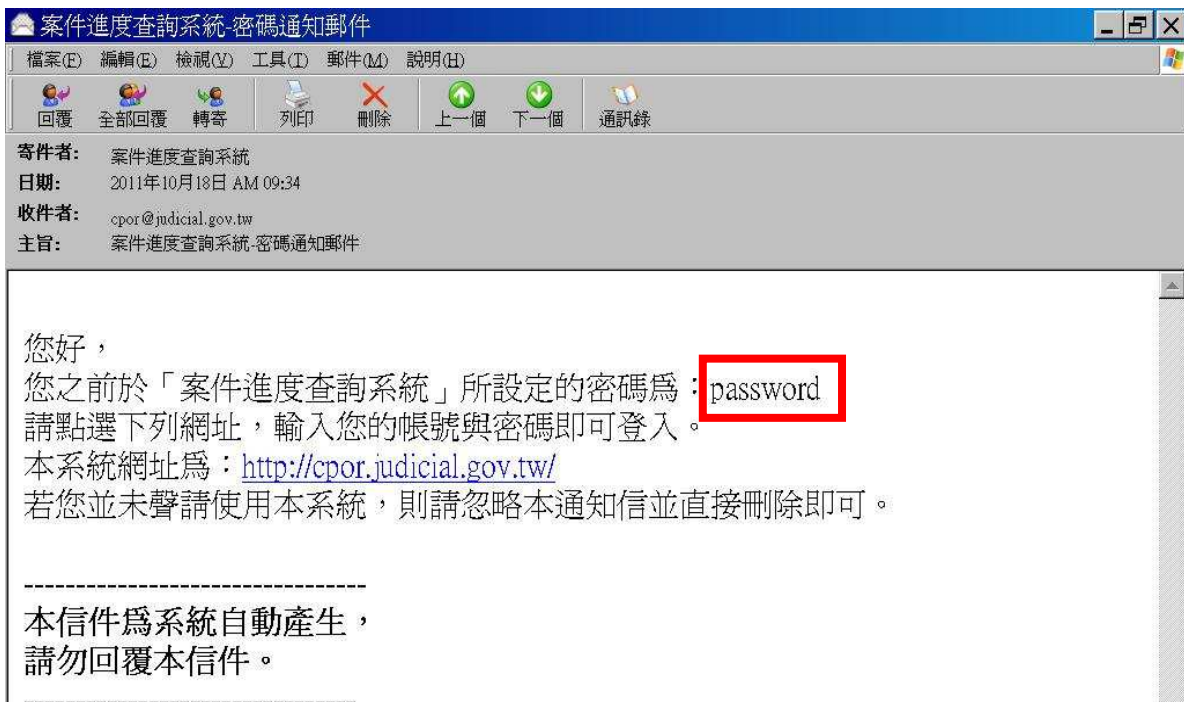 案件進度查詢系統-密碼通知郵件
檔案(F) 編輯(E) 檢視(V) 工具(T) 郵件(M) 說明(H)
回覆 全部回覆 轉寄 列印 刪除 上一個 下一個 通訊錄
寄件者: 案件進度查詢系統
日期: 2011年10月18日 AM 09:34
收件者: cpor@judicial.gov.tw
主旨: 案件進度查詢系統-密碼通知郵件
您好，
您之前於「案件進度查詢系統」所設定的密碼為：password
請點選下列網址，輸入您的帳號與密碼即可登入。
本系統網址為：http://cpor.judicial.gov.tw/
若您並未聲請使用本系統，則請忽略本通知信並直接刪除即可。
---------------------------------
本信件為系統自動產生，
請勿回覆本信件。
--------------------------------